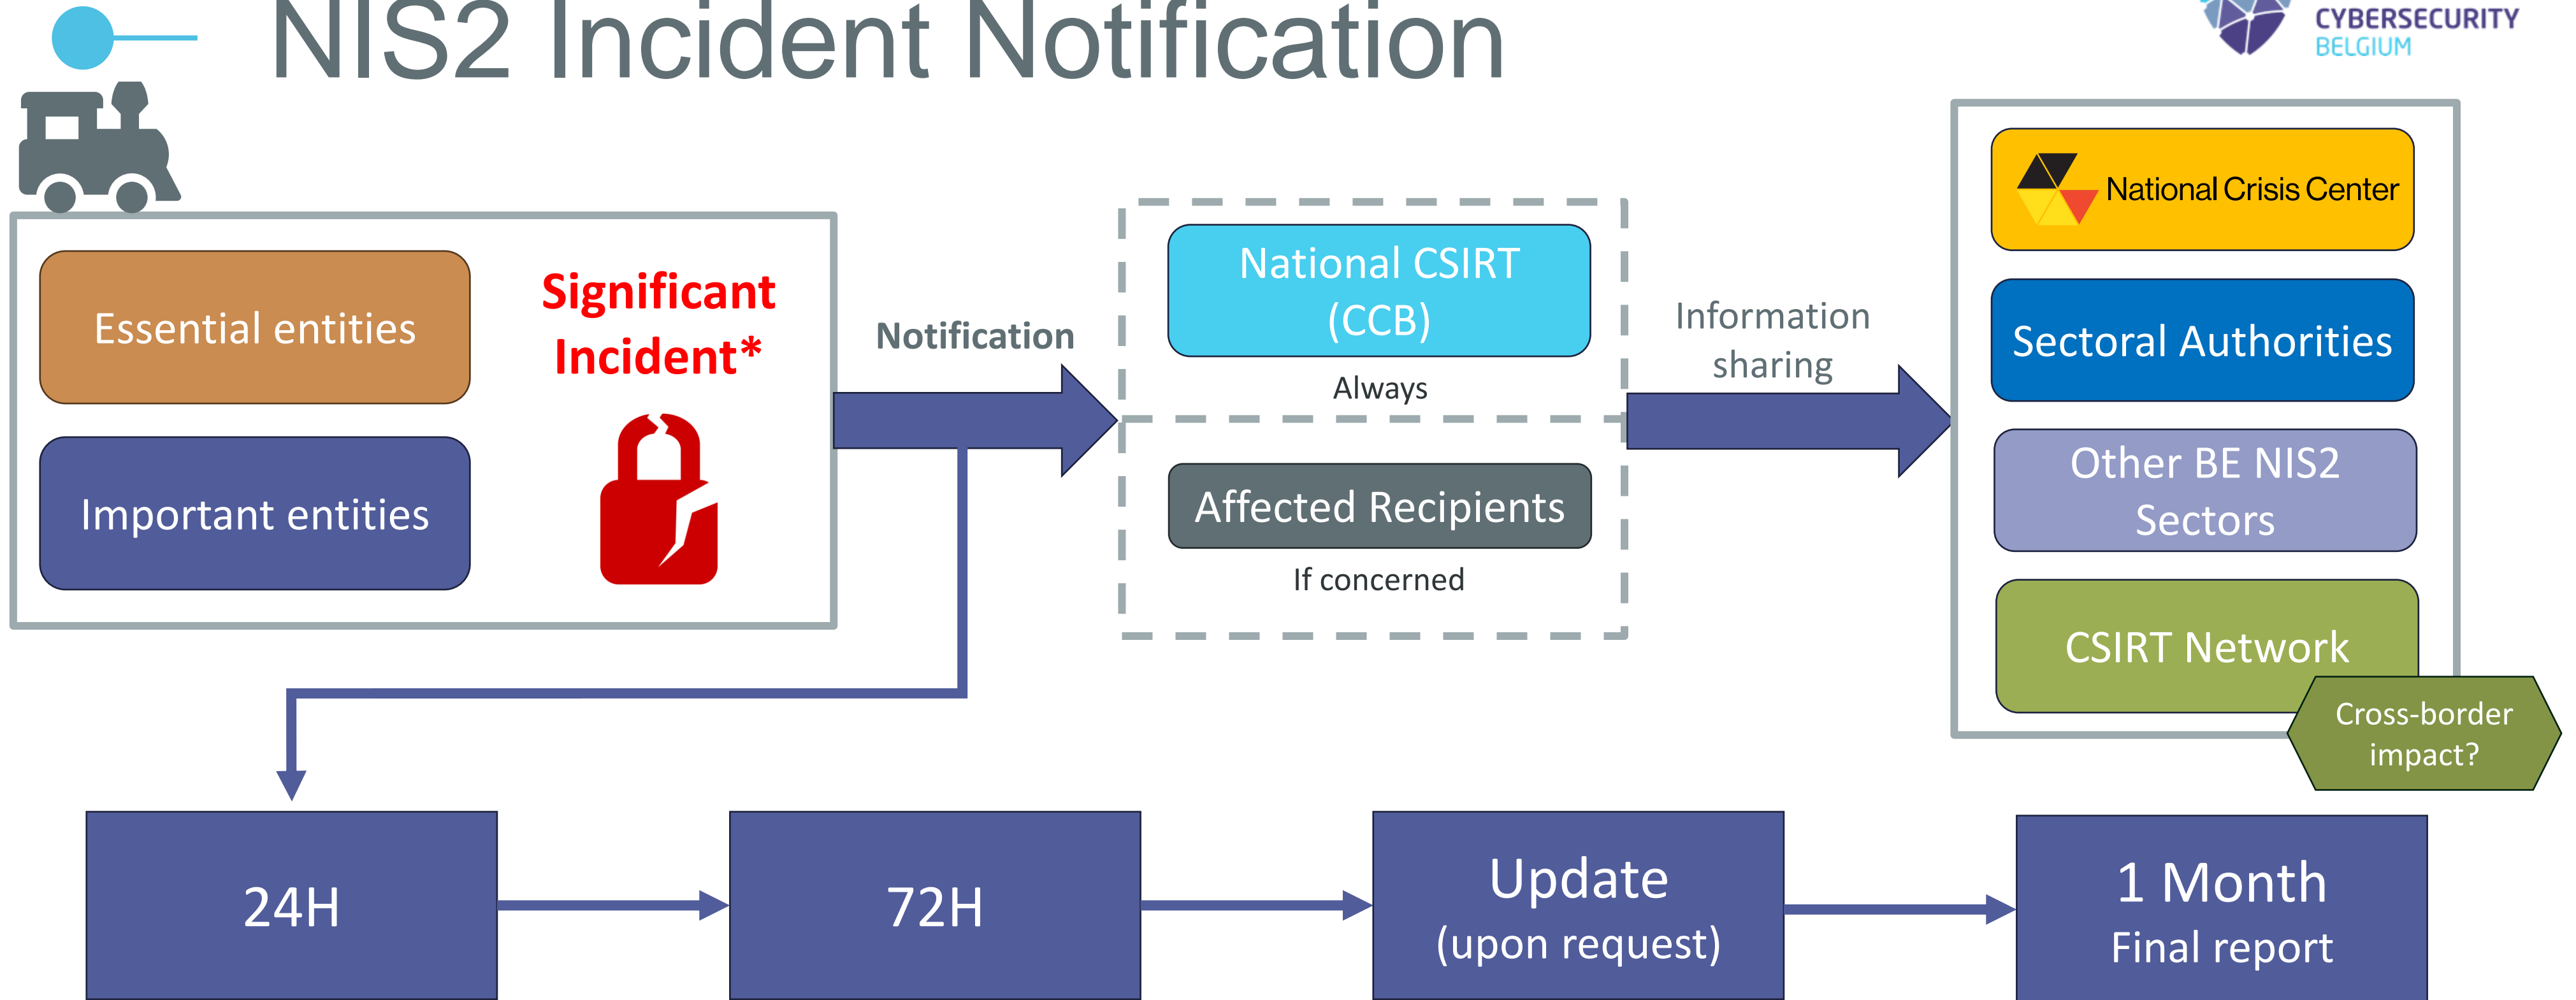 NIS2 Incident Notification
CYBERSECURITY
BELGIUM
Essential entities
Important entities
Significant
Incident*
Notification
National CSIRT
(CCB)
Always
Affected Recipients
If concerned
Information
sharing
National Crisis Center
Sectoral Authorities
Other BE NIS2
Sectors
CSIRT Network
Cross-border
impact?
24H
72H
Update
(upon request)
1 Month
Final report